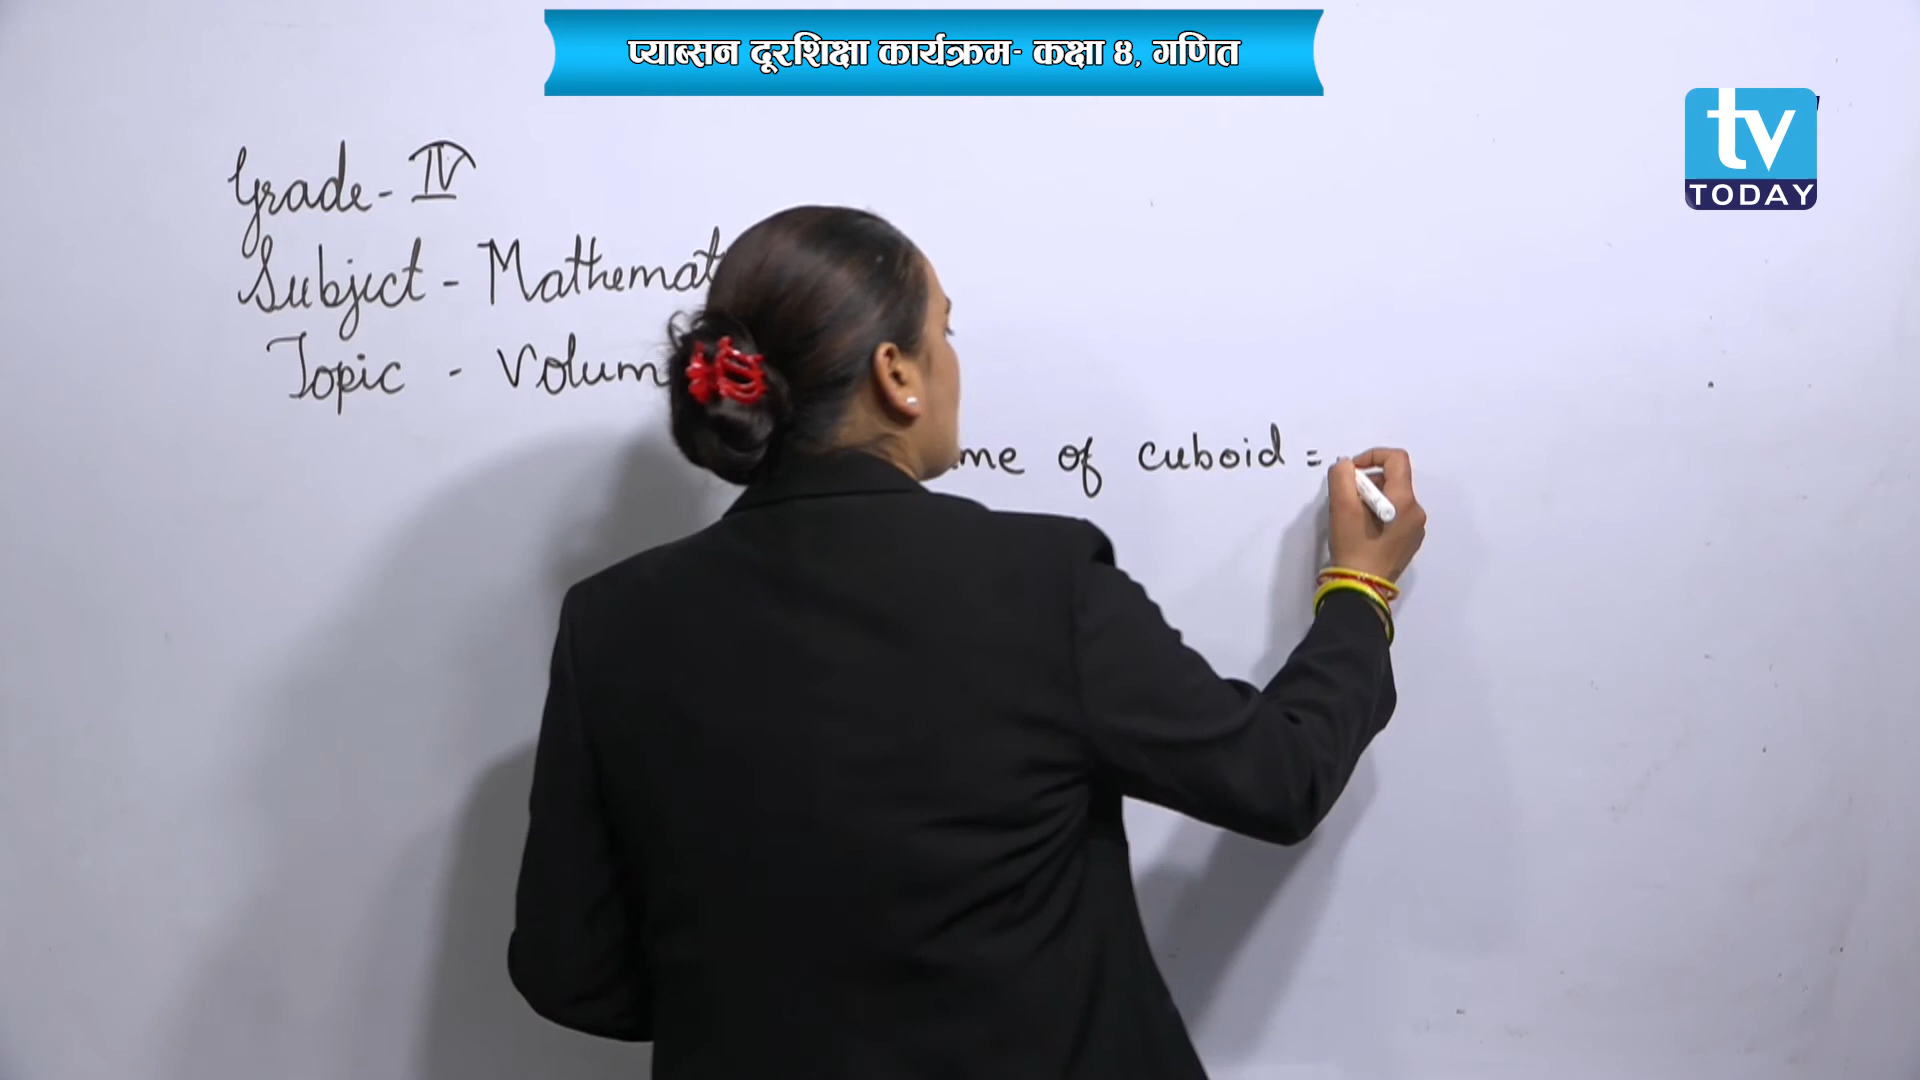 प्याब्सन दूरशिक्षा कार्यक्रम- कक्षा ४, गणित
tv
TODAY
Grade - IV
Subject - Mathemat
Topic - Volum
me of cuboid =